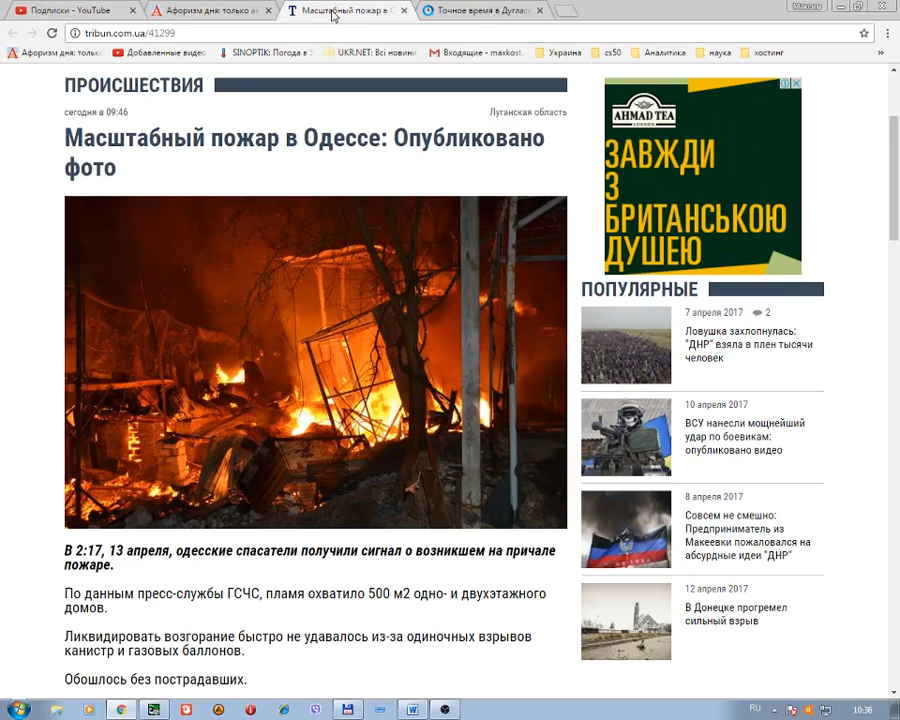 Подписки - YouTube
Афоризм дня: только
Масштабный пожар в О
Точное время в Дуглас
Максим
tribun.com.ua/41299
Афоризм дня: тольк
Добавленные видео
SINOPTIK: Погода в
UKR.NET: Всі новини
Входящие - maxkost
Украина
cs50
Аналитика
наука
хостинг
ПРОИСШЕСТВИЯ
сегодня в 09:46
Луганская область
Масштабный пожар в Одессе: Опубликовано
фото
В 2:17, 13 апреля, одесские спасатели получили сигнал о возникшем на причале
пожаре.
По данным пресс-службы ГСЧС, пламя охватило 500 м2 одно- и двухэтажного
домов.
Ликвидировать возгорание быстро не удавалось из-за одиночных взрывов
канистр и газовых баллонов.
Обошлось без пострадавших.
AHMAD TEA
LONDON
ЗАВЖДИ
З
БРИТАНСЬКОЮ
ДУШЕЮ
ПОПУЛЯРНЫЕ
7 апреля 2017 2
Ловушка захлопнулась:
"ДНР" взяла в плен тысячи
человек
10 апреля 2017
ВСУ нанесли мощнейший
удар по боевикам:
опубликовано видео
8 апреля 2017
Совсем не смешно:
Предприниматель из
Макеевки пожаловался на
абсурдные идеи "ДНР"
12 апреля 2017
В Донецке прогремел
сильный взрыв
RU
10:36